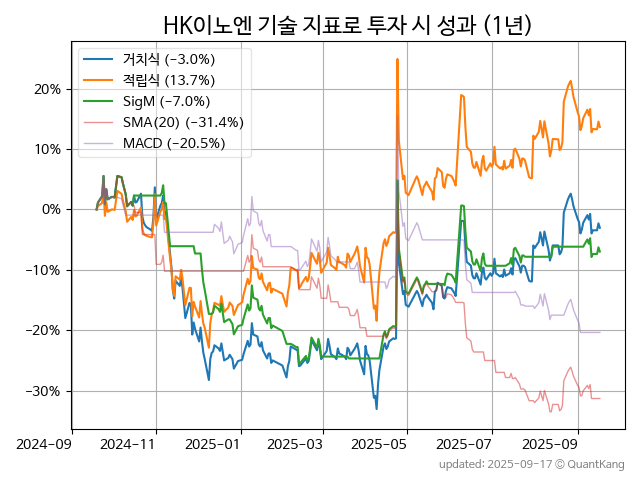 HK이노엔 기술 지표로 투자 시 성과 (1년)
거치식 (−3.0%)
적립식 (13.7%)
SigM (−7.0%)
SMA(20) (−31.4%)
MACD (−20.5%)
20%
10%
0%
−10%
−20%
−30%
2024-09 2024-11 2025-01 2025-03 2025-05 2025-07 2025-09
updated: 2025-09-17 © QuantKang